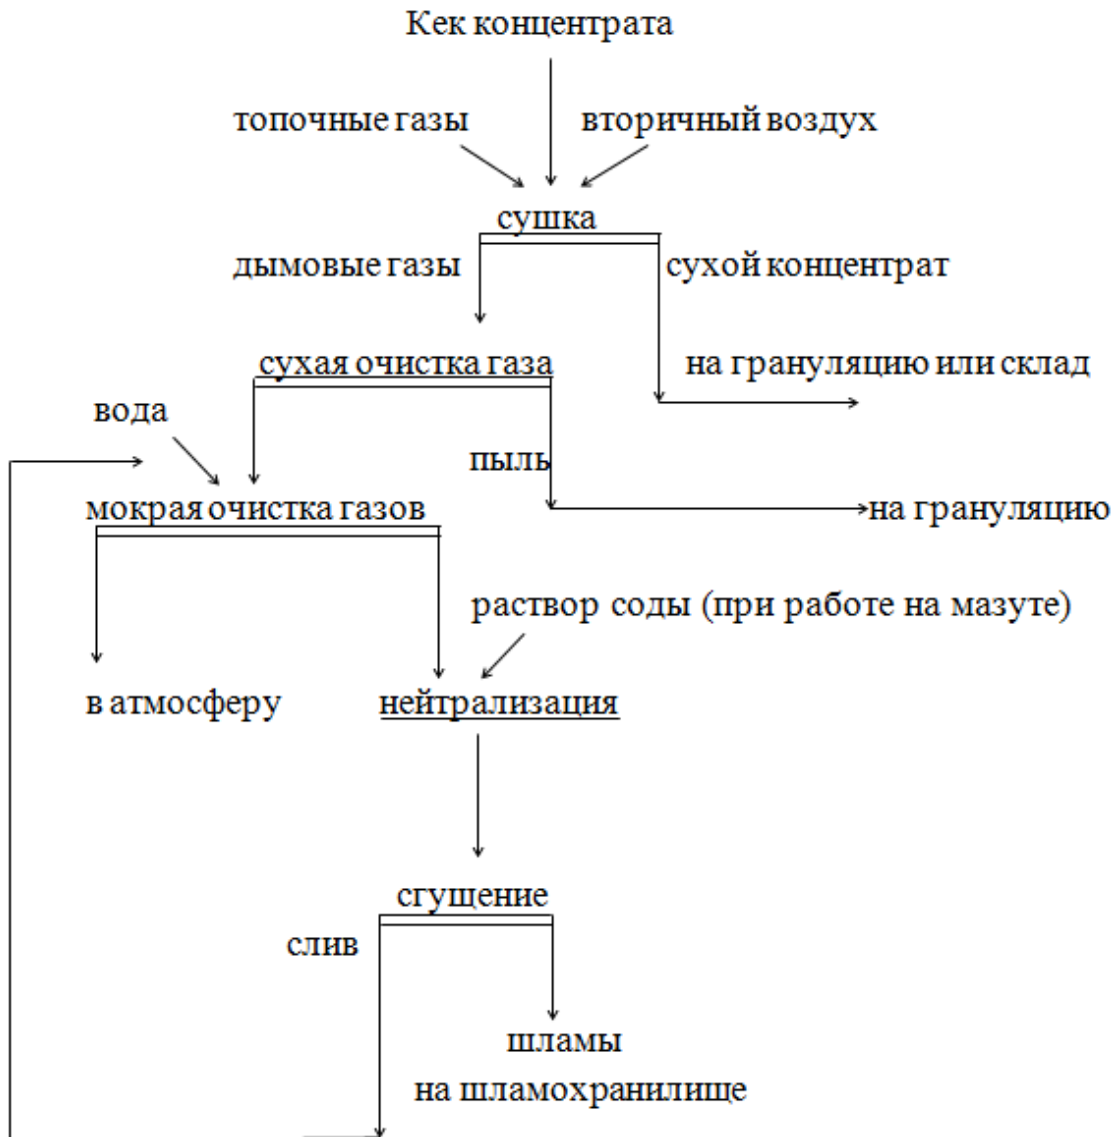 Кек концентрата
топочные газы
вторичный воздух
сушка
дымовые газы
сухой концентрат
сухая очистка газа
на грануляцию или склад
вода
пыль
мокрая очистка газов
на грануляцию
раствор соды (при работе на мазуте)
в атмосферу
нейтрализация
сгущение
слив
шламы
на шламохранилище